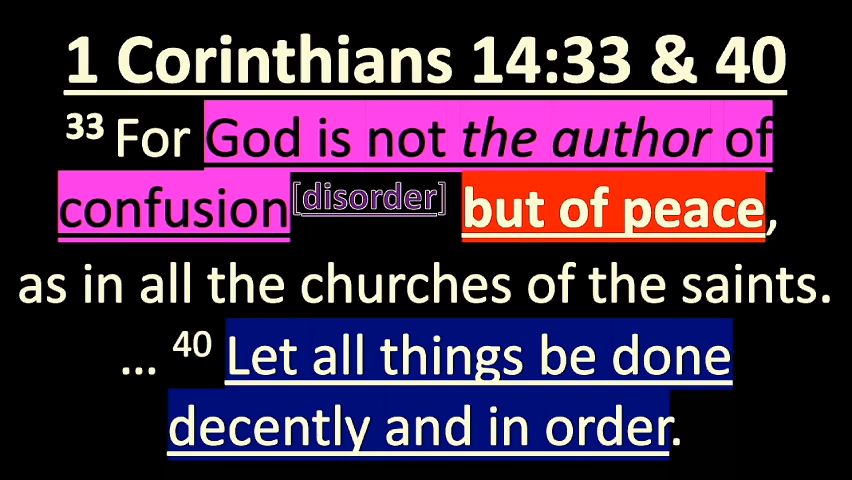 1 Corinthians 14:33 & 40
33 For God is not the author of
confusion[disorder] but of peace,
as in all the churches of the saints.
... 40 Let all things be done
decently and in order.